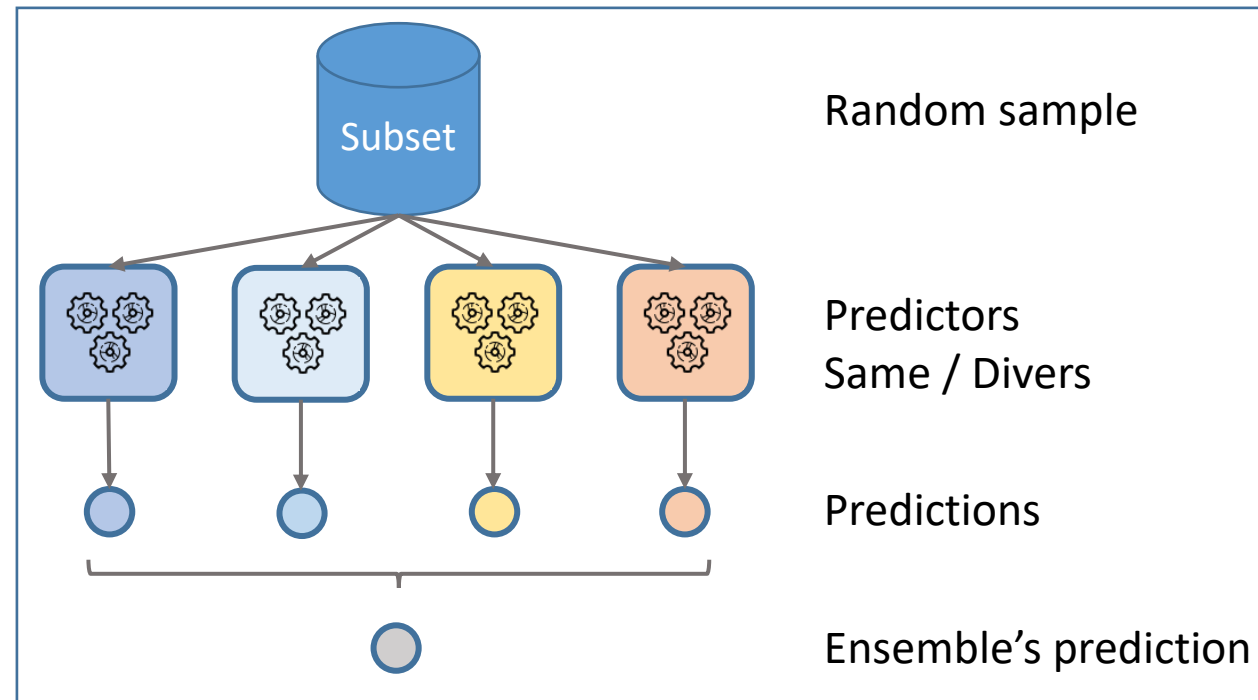 Subset
Random sample
Predictors
Same / Divers
Predictions
Ensemble’s prediction